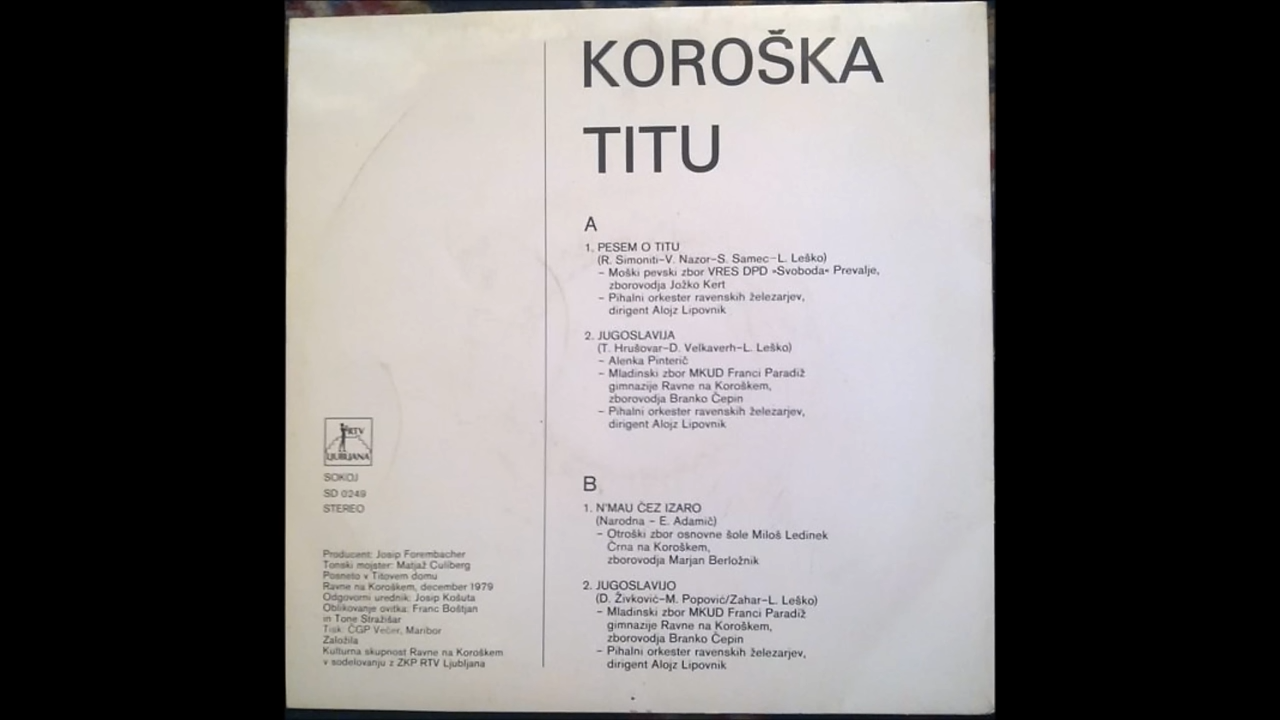 KOROŠKA
TITU
A
1. PESEM O TITU
(R. Simoniti–V. Nazor–S. Samec–L. Leško)
– Moški pevski zbor VRES DPD »Svoboda« Prevalje,
zborovodja Jožko Kert
– Pihalni orkester ravenskih železarjev,
dirigent Alojz Lipovnik
2. JUGOSLAVIJA
(T. Hrušovar–D. Velkaverh–L. Leško)
– Alenka Pinterič
– Mladinski zbor MKUD Franci Paradiž
gimnazije Ravne na Koroškem,
zborovodja Branko Čepin
– Pihalni orkester ravenskih železarjev,
dirigent Alojz Lipovnik
B
1. N'MAU ČEZ IZARO
(Narodna – E. Adamič)
– Otroški zbor osnovne šole Miloš Ledinek
Črna na Koroškem,
zborovodja Marjan Berložnik
2. JUGOSLAVIJO
(D. Živković–M. Popović/Zahar–L. Leško)
– Mladinski zbor MKUD Franci Paradiž
gimnazije Ravne na Koroškem,
zborovodja Branko Čepin
– Pihalni orkester ravenskih železarjev,
dirigent Alojz Lipovnik
RTV
LJUBLJANA
SOKOJ
SD 0249
STEREO
Producent: Josip Forembacher
Tonski mojster: Matjaž Culiberg
Posneto v Titovem domu
Ravne na Koroškem, december 1979
Odgovorni urednik: Josip Košuta
Oblikovanje ovitka: Franc Boštjan
in Tone Stražišar
Tisk: ČGP Večer, Maribor
Založila
Kulturna skupnost Ravne na Koroškem
v sodelovanju z ZKP RTV Ljubljana